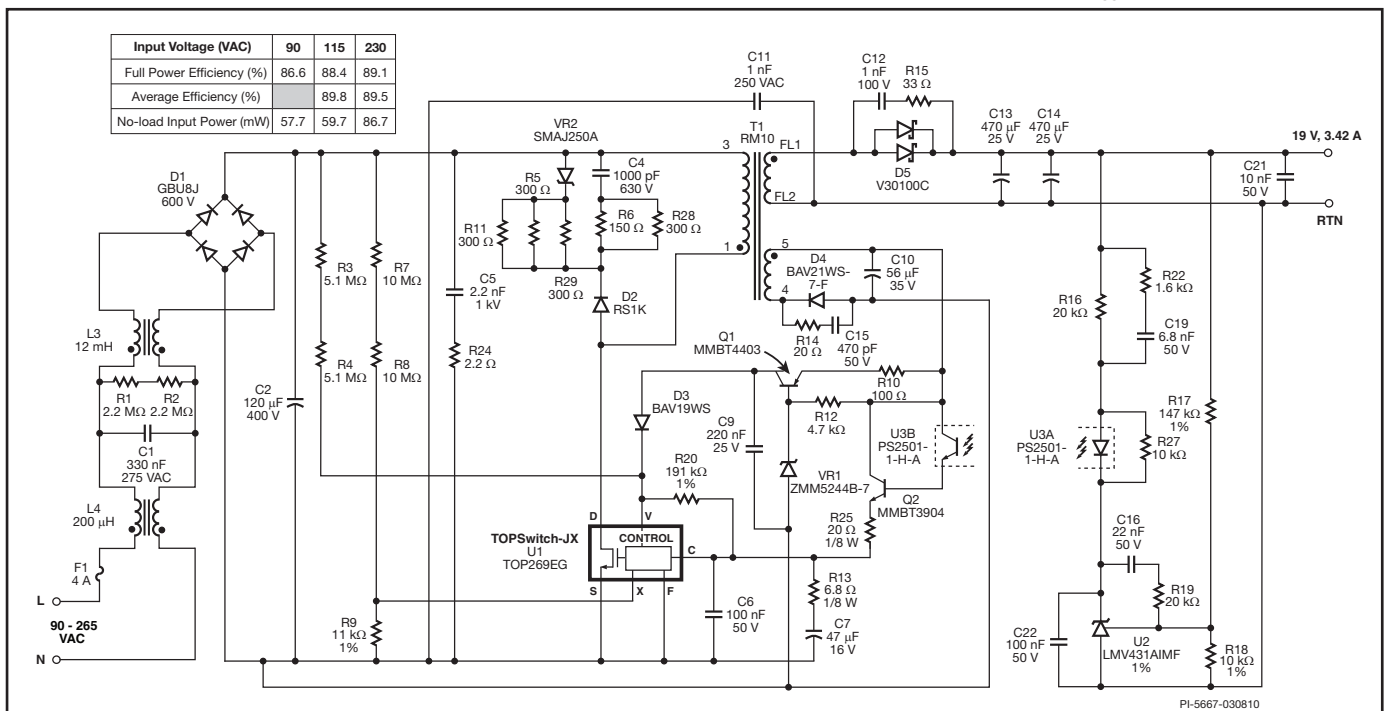 Input Voltage (VAC) 90 115 230
Full Power Efficiency (%) 86.6 88.4 89.1
Average Efficiency (%) 89.8 89.5
No-load Input Power (mW) 57.7 59.7 86.7
C11
1 nF
250 VAC
C12
1 nF
100 V
R15
33 Ω
VR2
SMAJ250A
T1
RM10
FL1
FL2
D5
V30100C
C13
470 µF
25 V
C14
470 µF
25 V
19 V, 3.42 A
C21
10 nF
50 V
RTN
D1
GBU8J
600 V
3
1
C4
1000 pF
630 V
R5
300 Ω
R11
300 Ω
R6
150 Ω
R28
300 Ω
R29
300 Ω
D2
RS1K
5
4
D4
BAV21WS-
7-F
C10
56 µF
35 V
R14
20 Ω
C15
470 pF
50 V
R3
5.1 MΩ
R7
10 MΩ
C5
2.2 nF
1 kV
R4
5.1 MΩ
R8
10 MΩ
R24
2.2 Ω
R16
20 kΩ
R22
1.6 kΩ
C19
6.8 nF
50 V
L3
12 mH
R1
2.2 MΩ
R2
2.2 MΩ
C1
330 nF
275 VAC
L4
200 µH
F1
4 A
L
90 - 265
VAC
N
C2
120 µF
400 V
Q1
MMBT4403
R10
100 Ω
D3
BAV19WS
C9
220 nF
25 V
R12
4.7 kΩ
U3B
PS2501-
1-H-A
R20
191 kΩ
1%
VR1
ZMM5244B-7
Q2
MMBT3904
R25
20 Ω
1/8 W
U3A
PS2501-
1-H-A
R17
147 kΩ
1%
R27
10 kΩ
TOPSwitch-JX
U1
TOP269EG
D
V
CONTROL
C
S
X
F
R9
11 kΩ
1%
C6
100 nF
50 V
R13
6.8 Ω
1/8 W
C7
47 µF
16 V
C16
22 nF
50 V
R19
20 kΩ
C22
100 nF
50 V
U2
LMV431AIMF
1%
R18
10 kΩ
1%
PI-5667-030810